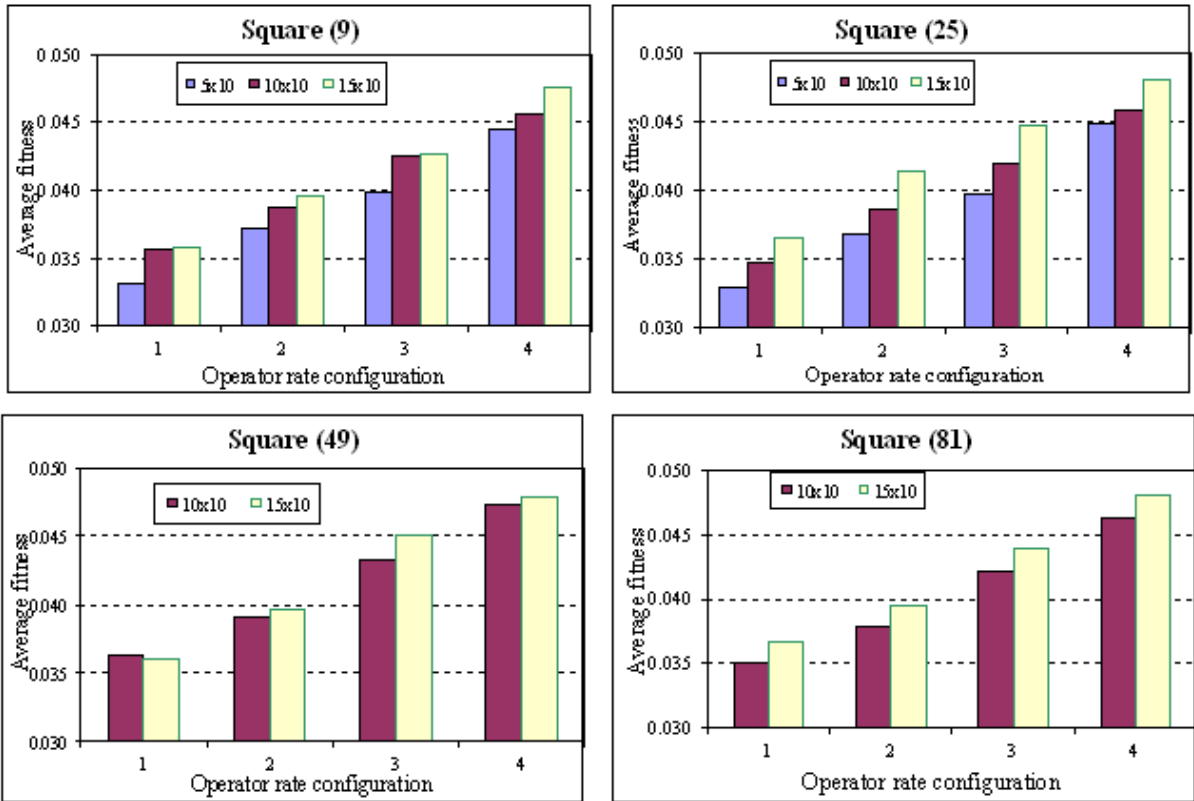 Square (9)
5x10 10x10 15x10
Average fitness
0.050
0.045
0.040
0.035
0.030
1 2 3 4
Operator rate configuration
Square (25)
5x10 10x10 15x10
Average fitness
0.050
0.045
0.040
0.035
0.030
1 2 3 4
Operator rate configuration
Square (49)
10x10 15x10
Average fitness
0.050
0.045
0.040
0.035
0.030
1 2 3 4
Operator rate configuration
Square (81)
10x10 15x10
Average fitness
0.050
0.045
0.040
0.035
0.030
1 2 3 4
Operator rate configuration